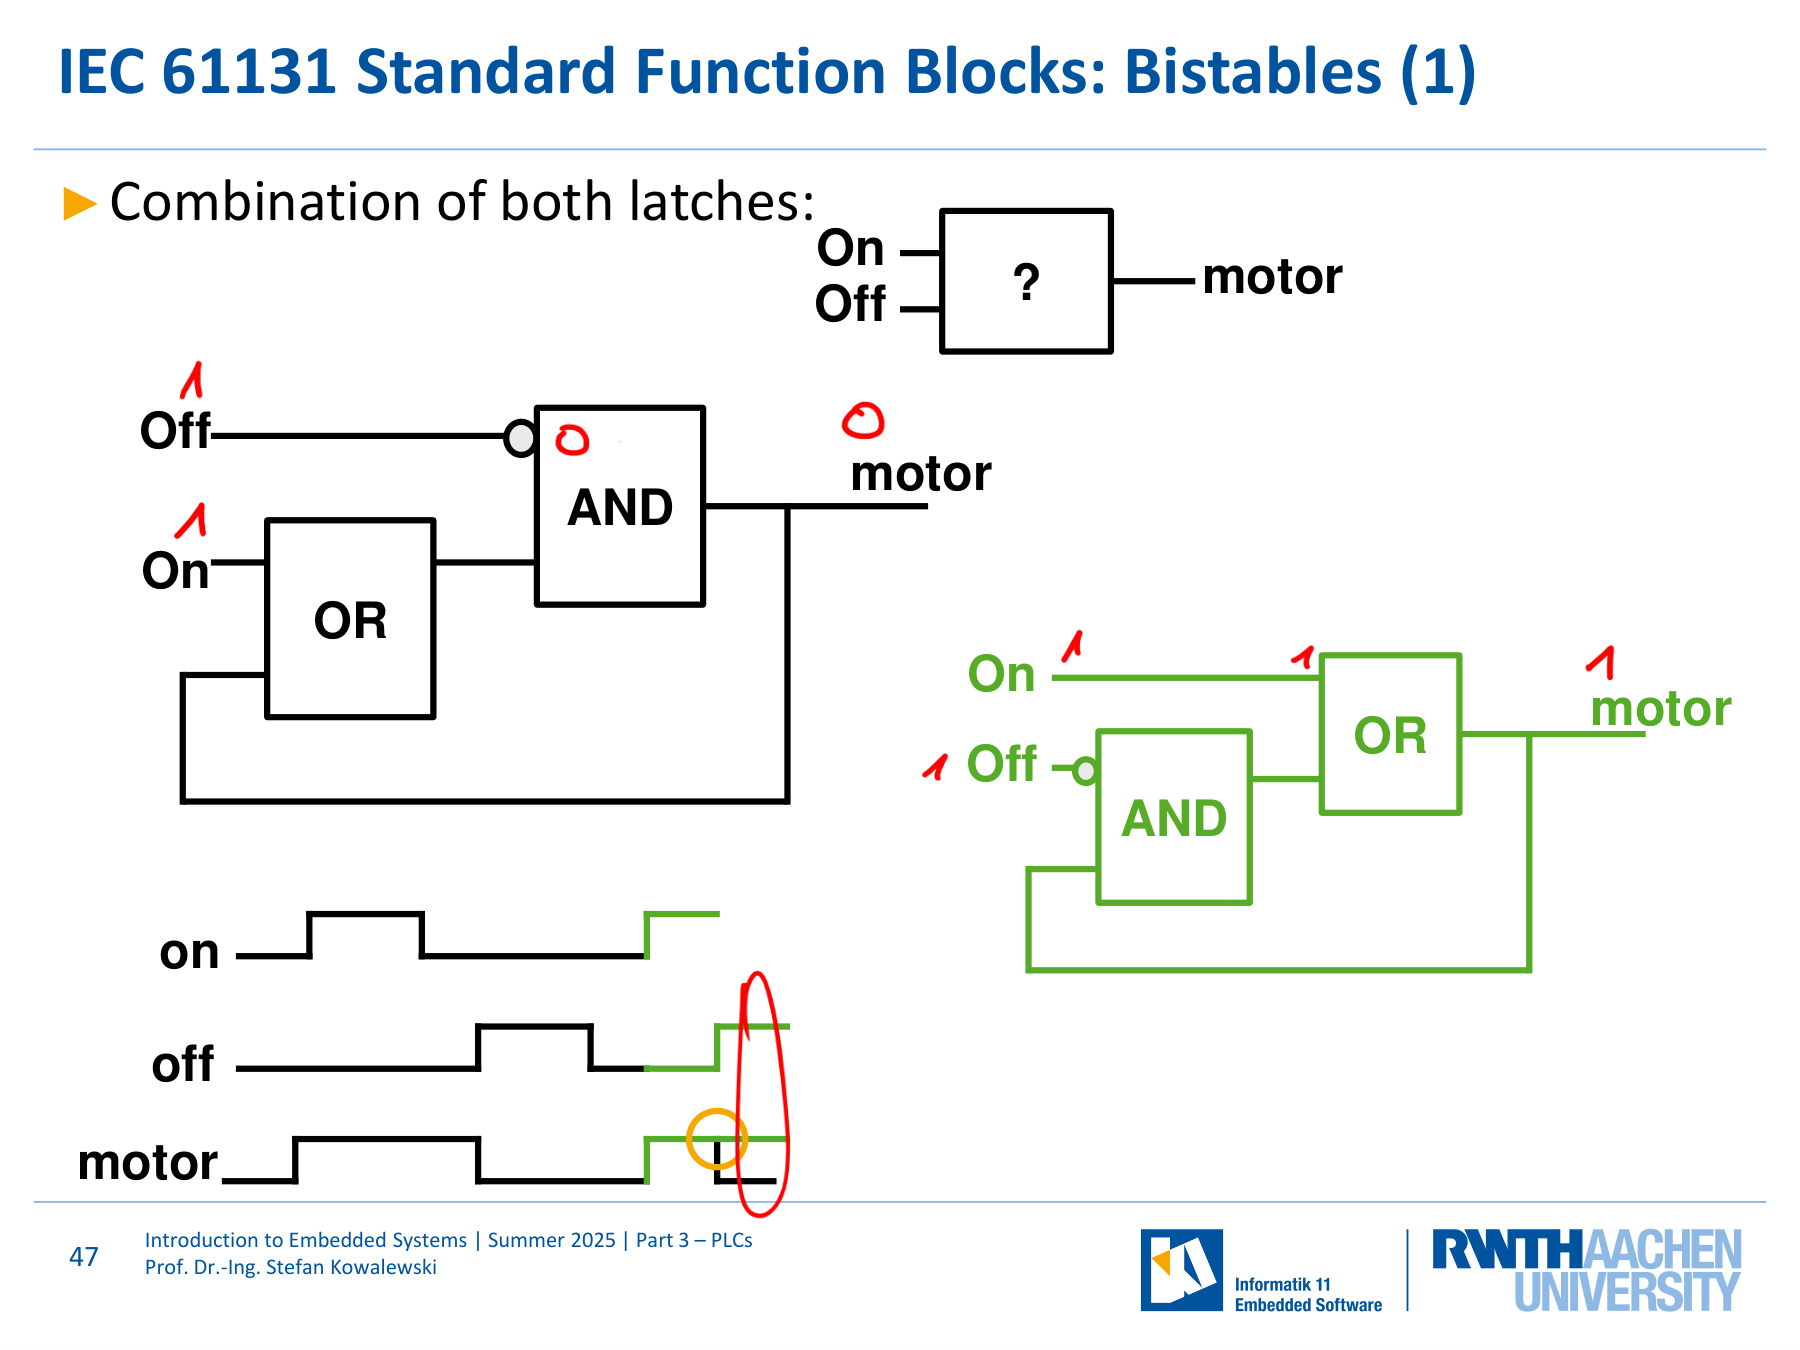 IEC 61131 Standard Function Blocks: Bistables (1)
► Combination of both latches:
On
Off
?
motor
1
Off
0
AND
0
motor
1
On
OR
On
1
1
OR
1
motor
1
Off
AND
on
off
motor
47
Introduction to Embedded Systems | Summer 2025 | Part 3 – PLCs
Prof. Dr.-Ing. Stefan Kowalewski
Informatik 11
Embedded Software
RWTHAACHEN
UNIVERSITY